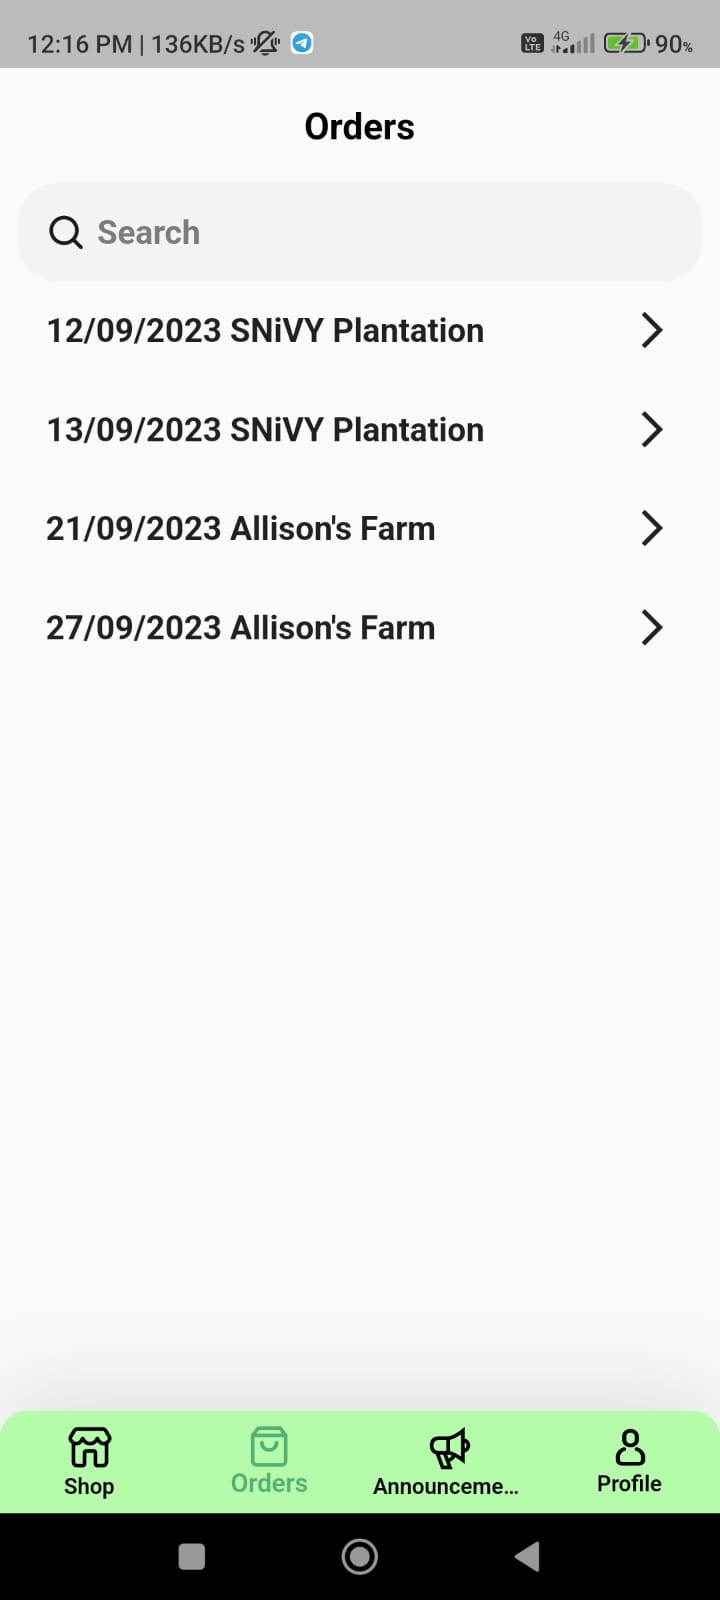 12:16 PM | 136KB/s Vo LTE 4G 90%
Orders
Search
12/09/2023 SNiVY Plantation
13/09/2023 SNiVY Plantation
21/09/2023 Allison's Farm
27/09/2023 Allison's Farm
Shop Orders Announceme... Profile